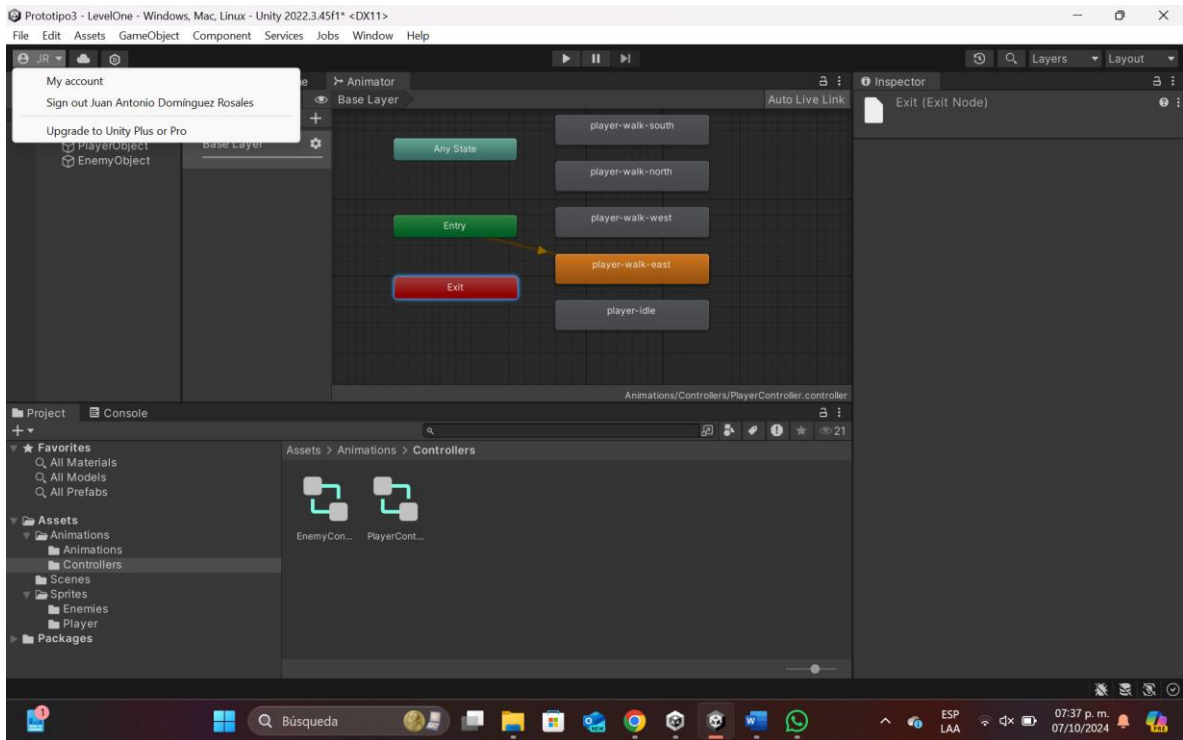 Prototipo3 - LevelOne - Windows, Mac, Linux - Unity 2022.3.45f1* <DX11>
File Edit Assets GameObject Component Services Jobs Window Help
JR Layers Layout
My account
Sign out Juan Antonio Domínguez Rosales
Upgrade to Unity Plus or Pro
Animator
Inspector
Base Layer
Auto Live Link
Exit (Exit Node)
PlayerObject
EnemyObject
Base Layer
player-walk-south
Any State
player-walk-north
player-walk-west
Entry
player-walk-east
Exit
player-idle
Animations/Controllers/PlayerController.controller
Project Console
21
Favorites
All Materials
All Models
All Prefabs
Assets
Animations
Animations
Controllers
Scenes
Sprites
Enemies
Player
Packages
Assets > Animations > Controllers
EnemyCon... PlayerCont...
1
Búsqueda
ESP
LAA
07:37 p. m.
07/10/2024
PRE